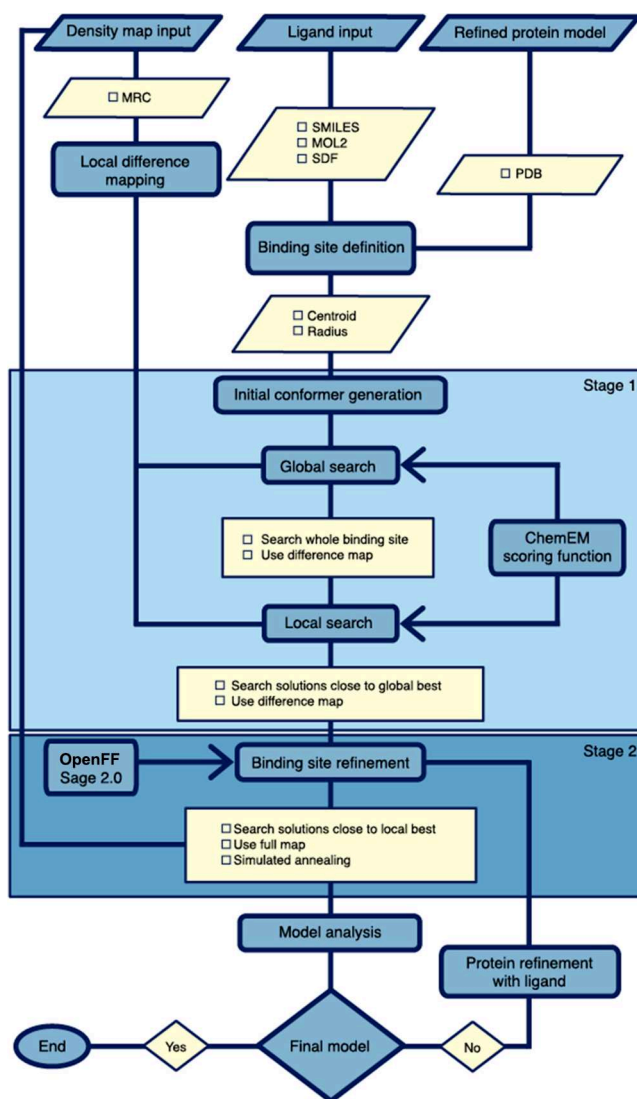 Density map input
Ligand input
Refined protein model
☐ MRC
☐ SMILES
☐ MOL2
☐ SDF
Local difference
mapping
☐ PDB
Binding site definition
☐ Centroid
☐ Radius
Stage 1
Initial conformer generation
Global search
☐ Search whole binding site
☐ Use difference map
ChemEM
scoring function
Local search
☐ Search solutions close to global best
☐ Use difference map
Stage 2
OpenFF
Sage 2.0
Binding site refinement
☐ Search solutions close to local best
☐ Use full map
☐ Simulated annealing
Model analysis
Protein refinement
with ligand
End
Yes
Final model
No